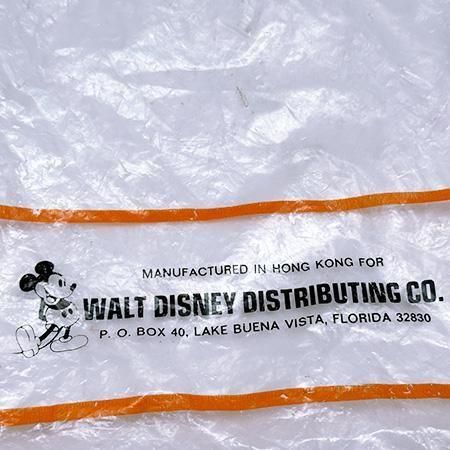 MANUFACTURED IN HONG KONG FOR
WALT DISNEY DISTRIBUTING CO.
P. O. BOX 40, LAKE BUENA VISTA, FLORIDA 32830